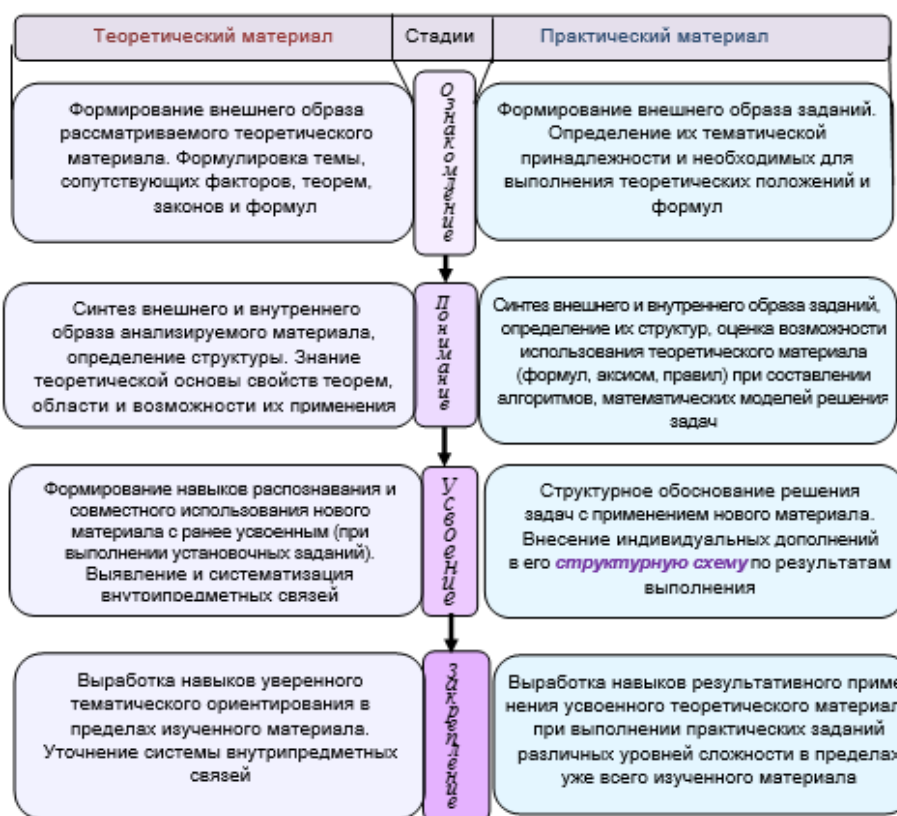 Теоретический материал
Стадии
Практический материал
Формирование внешнего образа
рассматриваемого теоретического
материала. Формулировка темы,
сопутствующих факторов, теорем,
законов и формул
Ознакомление
Формирование внешнего образа заданий.
Определение их тематической
принадлежности и необходимых для
выполнения теоретических положений и
формул
Синтез внешнего и внутреннего
образа анализируемого материала,
определение структуры. Знание
теоретической основы свойств теорем,
области и возможности их применения
Понимание
Синтез внешнего и внутреннего образа заданий,
определение их структур, оценка возможности
использования теоретического материала
(формул, аксиом, правил) при составлении
алгоритмов, математических моделей решения
задач
Формирование навыков распознавания и
совместного использования нового
материала с ранее усвоенным (при
выполнении установочных заданий).
Выявление и систематизация
внутрипредметных связей
Усвоение
Структурное обоснование решения
задач с применением нового материала.
Внесение индивидуальных дополнений
в его структурную схему по результатам
выполнения
Выработка навыков уверенного
тематического ориентирования в
пределах изученного материала.
Уточнение системы внутрипредметных
связей
Закрепление
Выработка навыков результативного приме
нения усвоенного теоретического материал
при выполнении практических заданий
различных уровней сложности в пределах
уже всего изученного материала